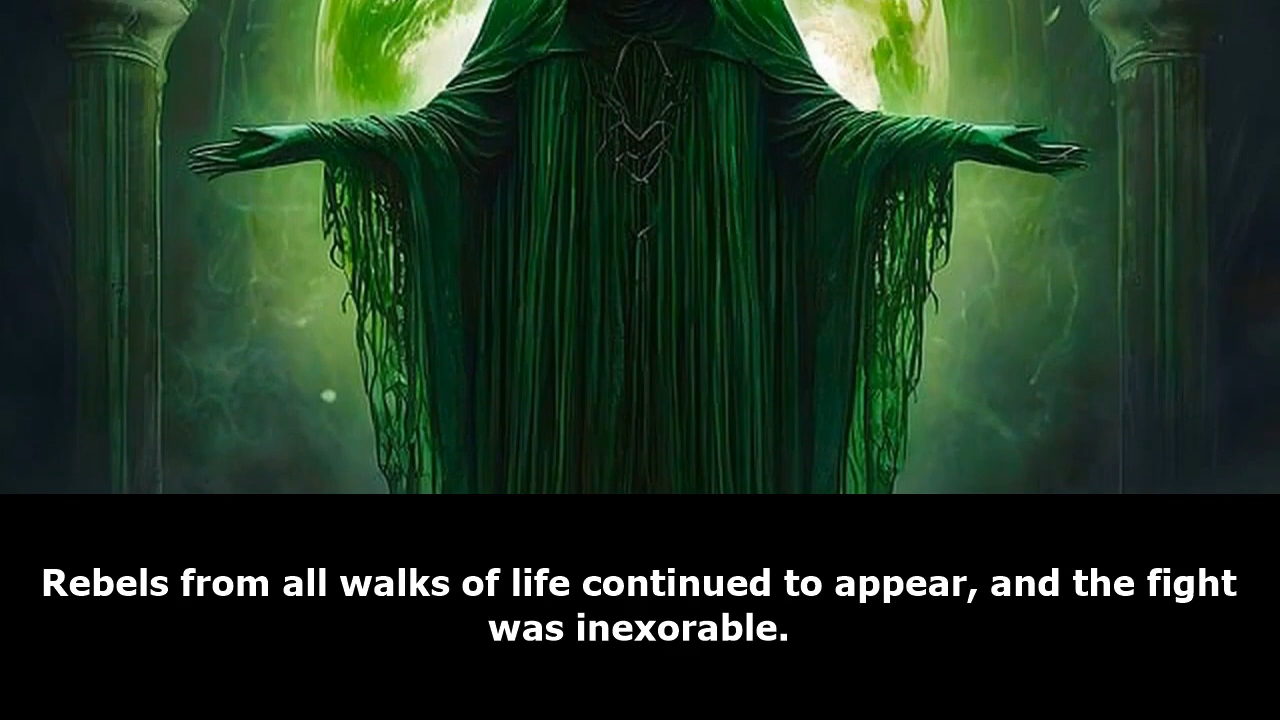 Rebels from all walks of life continued to appear, and the fight
was inexorable.